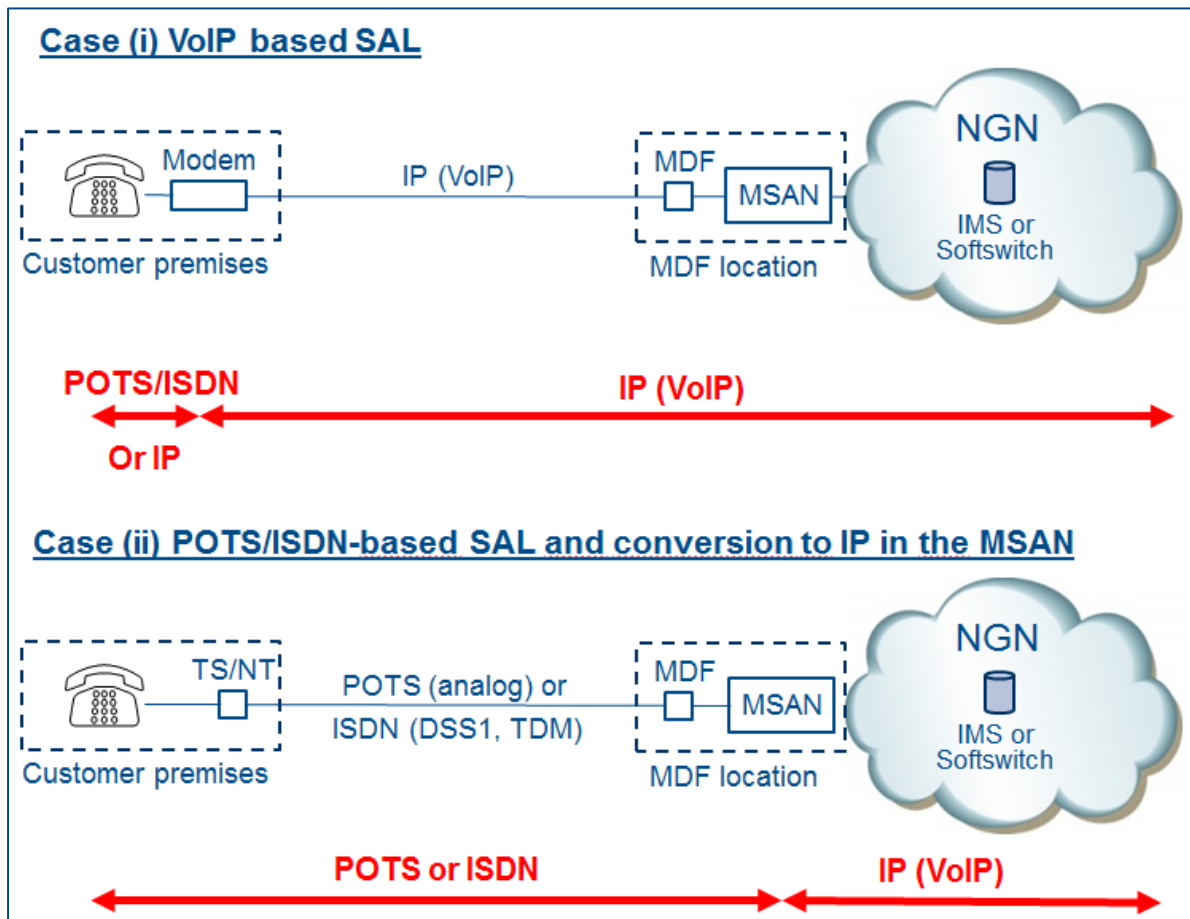 Case (i) VoIP based SAL
NGN
IMS or
Softswitch
Modem
IP (VoIP)
MDF
MSAN
Customer premises
MDF location
POTS/ISDN
Or IP
IP (VoIP)
Case (ii) POTS/ISDN-based SAL and conversion to IP in the MSAN
NGN
IMS or
Softswitch
TS/NT
POTS (analog) or
ISDN (DSS1, TDM)
MDF
MSAN
Customer premises
MDF location
POTS or ISDN
IP (VoIP)